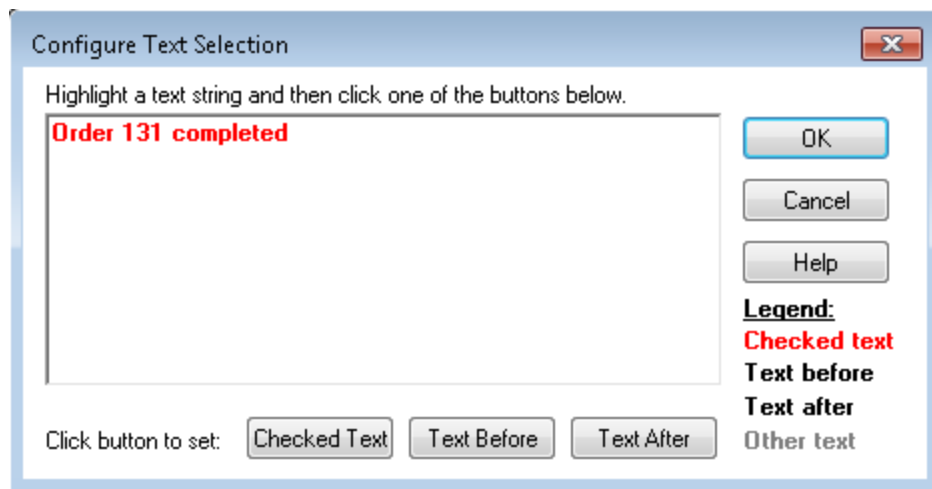 Configure Text Selection
Highlight a text string and then click one of the buttons below.
Order 131 completed
OK
Cancel
Help
Legend:
Checked text
Text before
Text after
Other text
Click button to set: Checked Text Text Before Text After